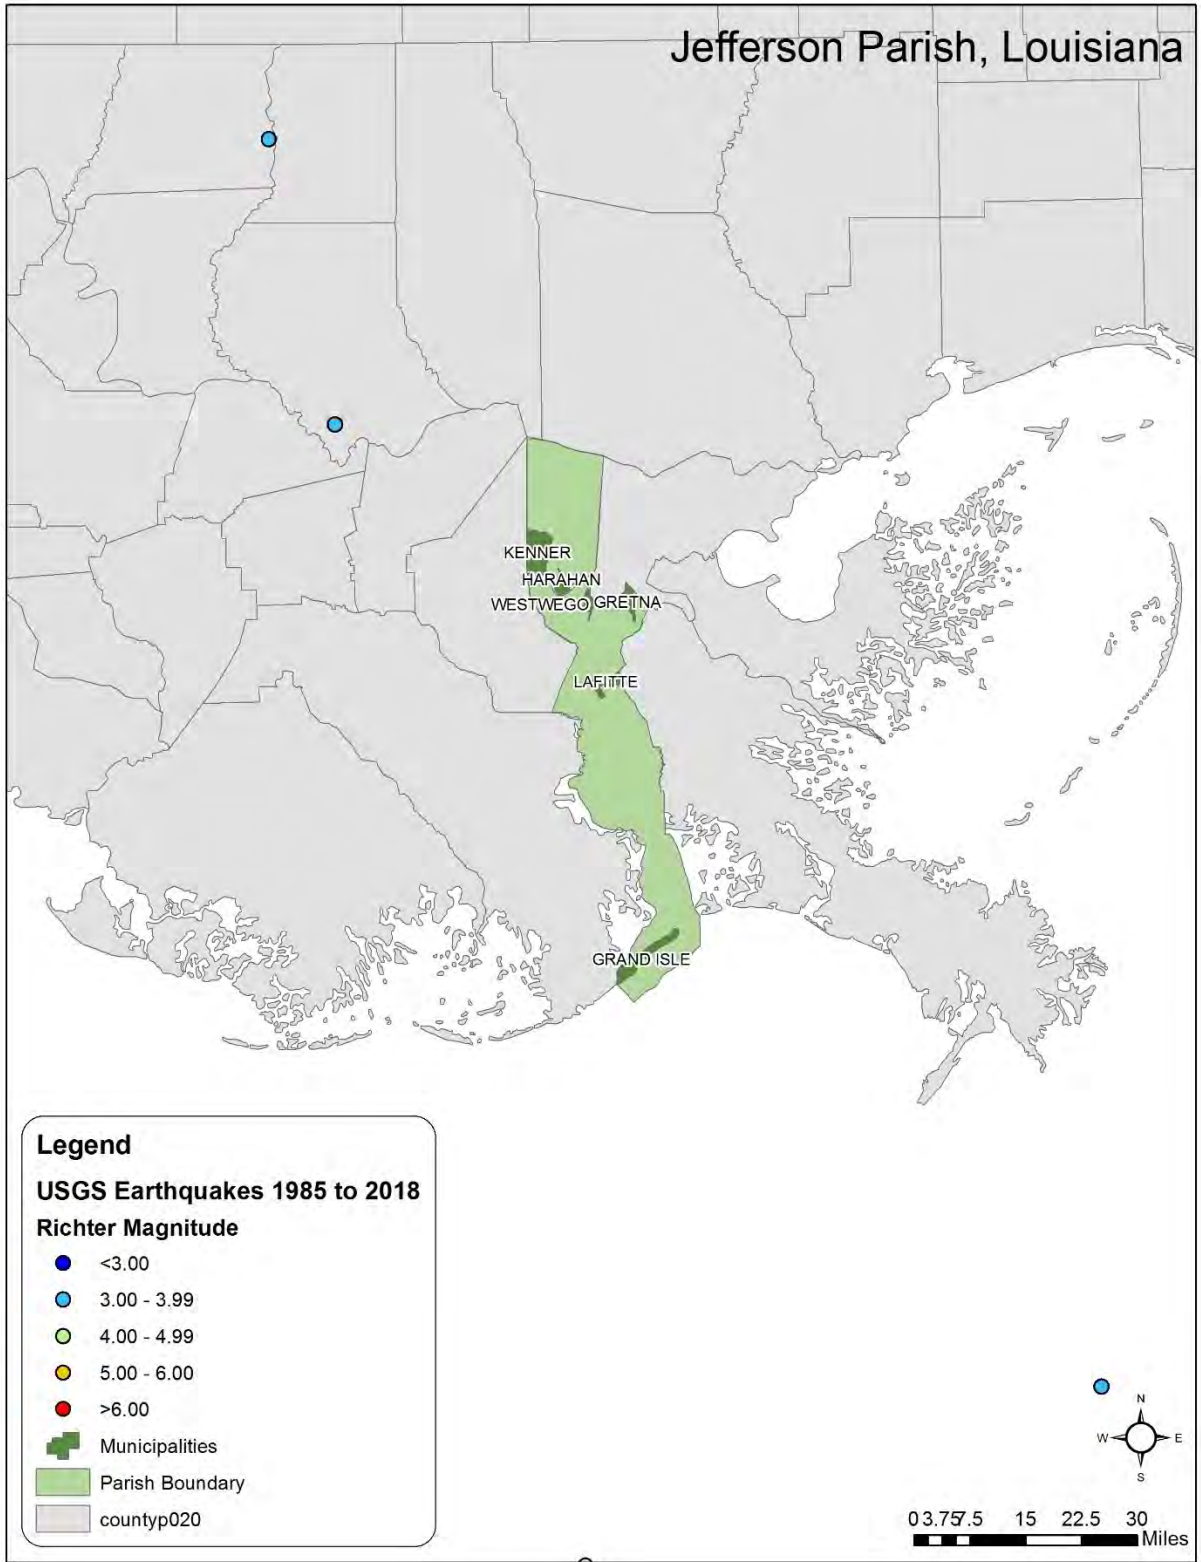 Jefferson Parish, Louisiana
KENNER
HARAHAN
WESTWEGO GRETNA
LAFITTE
GRAND ISLE
Legend
USGS Earthquakes 1985 to 2018
Richter Magnitude
<3.00
3.00 - 3.99
4.00 - 4.99
5.00 - 6.00
>6.00
Municipalities
Parish Boundary
countyp020
N
W E
S
0 3.75 7.5 15 22.5 30
Miles